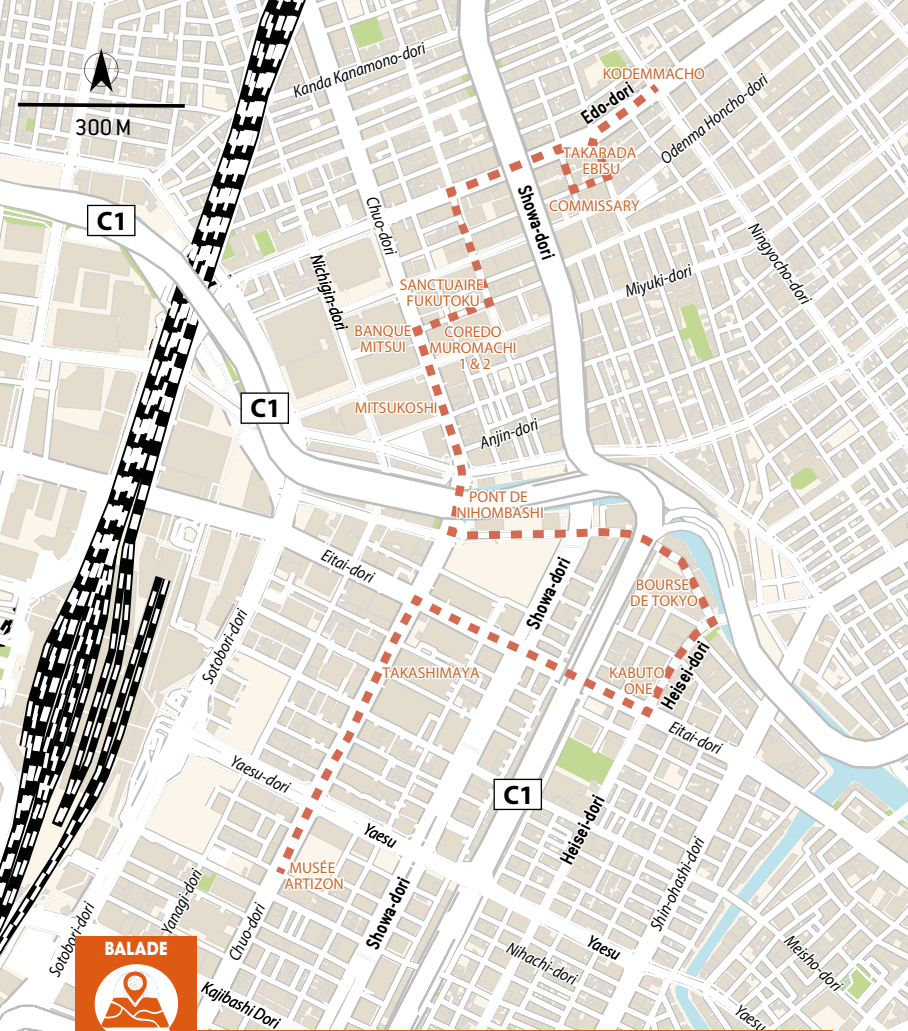 Kanda Kanamono-dori
KODEMMACHO
300 M
Edo-dori
Odenma Honcho-dori
TAKARADA
EBISU
COMMISSARY
C1
Chuo-dori
Showa-dori
Ningyocho-dori
Nichigin-dori
Miyuki-dori
SANCTUAIRE
FUKUTOKU
BANQUE
MITSUI
COREDO
MUROMACHI
1 & 2
C1
MITSUKOSHI
Anjin-dori
PONT DE
NIHOMBASHI
Eitai-dori
Showa-dori
BOURSE
DE TOKYO
Sotobori-dori
TAKASHIMAYA
KABUTO
ONE
Heisei-dori
Eitai-dori
Yaesu-dori
C1
Yaesu
Heisei-dori
Shin-ohashi-dori
MUSÉE
ARTIZON
Yanagi-dori
Showa-dori
Chuo-dori
Sotobori-dori
Yaesu
Nihachi-dori
Meisho-dori
BALADE
Kajibashi Dori
Yaesu